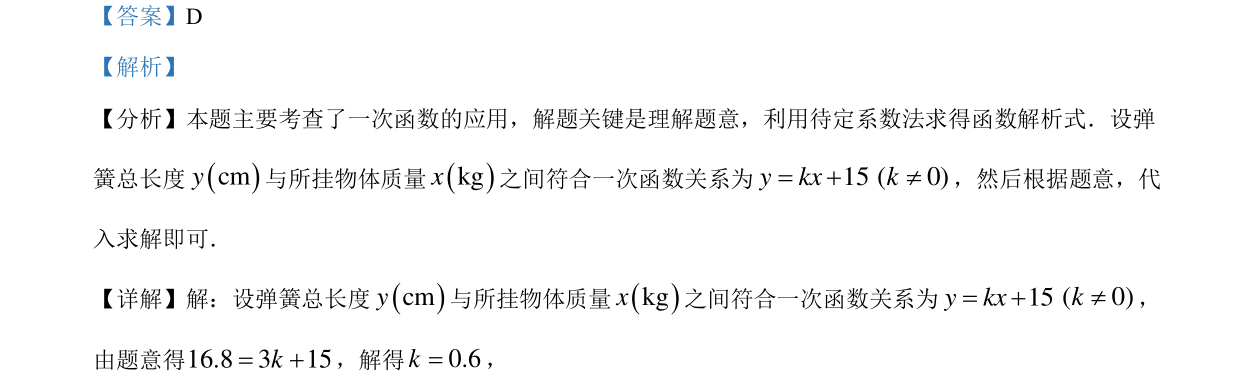 【答案】D
【解析】
【分析】本题主要考查了一次函数的应用，解题关键是理解题意，利用待定系数法求得函数解析式．设弹
簧总长度 y(cm) 与所挂物体质量 x(kg) 之间符合一次函数关系为 y = kx+15 (k ≠ 0)，然后根据题意，代
入求解即可．
【详解】解：设弹簧总长度 y(cm) 与所挂物体质量 x(kg) 之间符合一次函数关系为 y = kx+15 (k ≠ 0)，
由题意得16.8 = 3k +15，解得 k = 0.6，